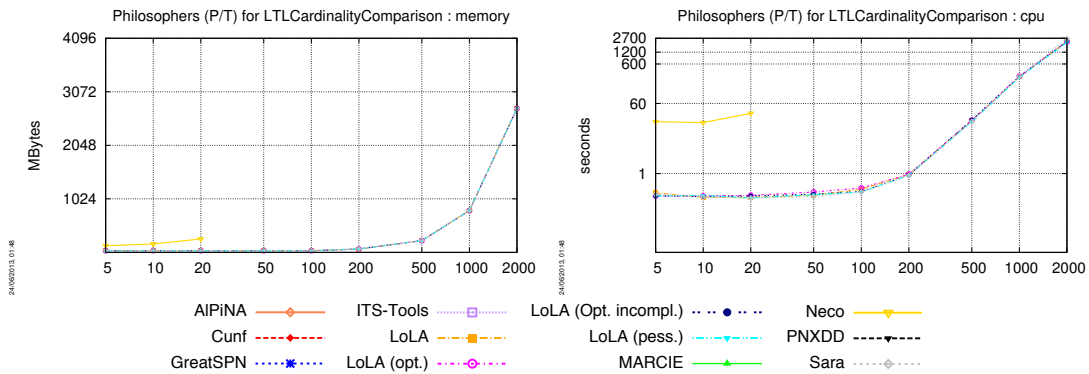 Philosophers (P/T) for LTLCardinalityComparison : memory
4096
3072
2048
1024
MBytes
5 10 20 50 100 200 500 1000 2000
24/06/2013, 01:48
Philosophers (P/T) for LTLCardinalityComparison : cpu
2700
1200
600
60
1
seconds
5 10 20 50 100 200 500 1000 2000
24/06/2013, 01:48
AlPiNA ITS-Tools LoLA (Opt. incompl.) Neco
Cunf LoLA LoLA (pess.) PNXDD
GreatSPN LoLA (opt.) MARCIE Sara